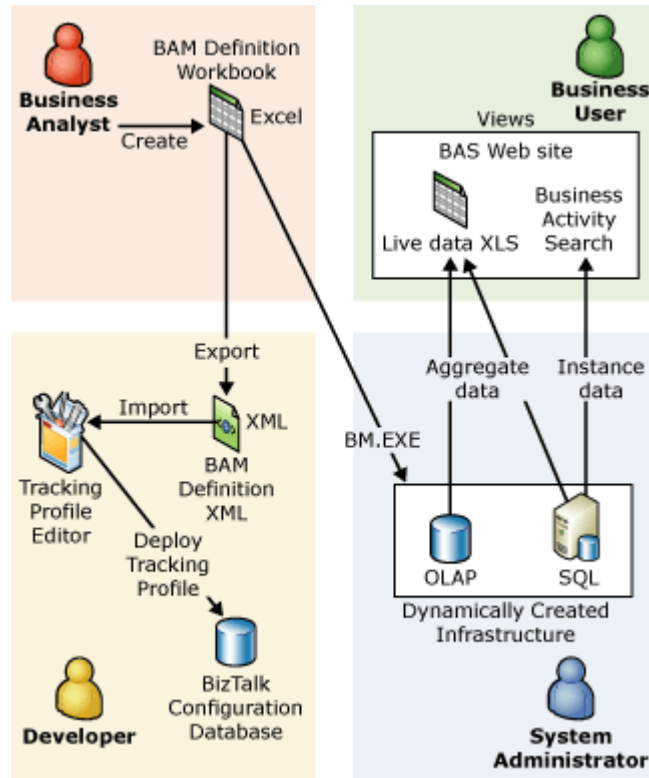 BAM Definition
Workbook
Business
Analyst
Excel
Create
Business
User
Views
BAS Web site
Live data XLS
Business
Activity
Search
Export
Import
XML
BAM
Definition
XML
Tracking
Profile
Editor
Deploy
Tracking
Profile
BizTalk
Configuration
Database
Developer
Aggregate
data
Instance
data
BM.EXE
OLAP
SQL
Dynamically Created
Infrastructure
System
Administrator